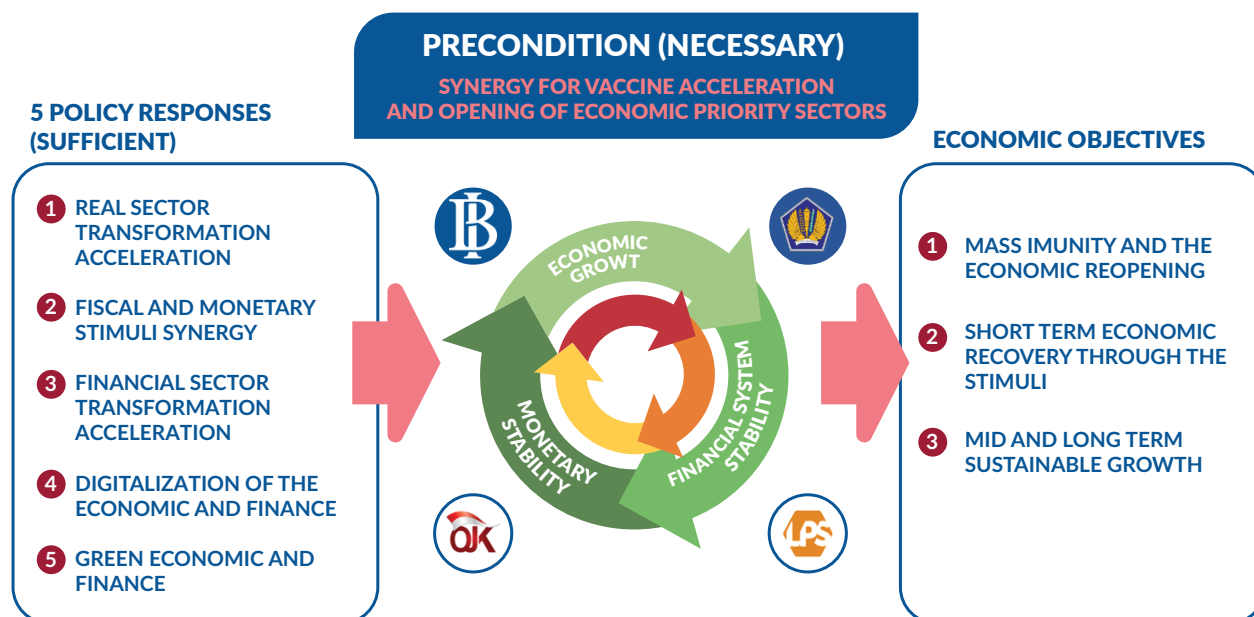 PRECONDITION (NECESSARY)
SYNERGY FOR VACCINE ACCELERATION
AND OPENING OF ECONOMIC PRIORITY SECTORS
5 POLICY RESPONSES
(SUFFICIENT)
1 REAL SECTOR
TRANSFORMATION
ACCELERATION
2 FISCAL AND MONETARY
STIMULI SYNERGY
3 FINANCIAL SECTOR
TRANSFORMATION
ACCELERATION
4 DIGITALIZATION OF THE
ECONOMIC AND FINANCE
5 GREEN ECONOMIC AND
FINANCE
BI
ECONOMIC
GROWT
FINANCIAL SYSTEM
STABILITY
MONETARY
STABILITY
OJK
LPS
ECONOMIC OBJECTIVES
1 MASS IMUNITY AND THE
ECONOMIC REOPENING
2 SHORT TERM ECONOMIC
RECOVERY THROUGH THE
STIMULI
3 MID AND LONG TERM
SUSTAINABLE GROWTH